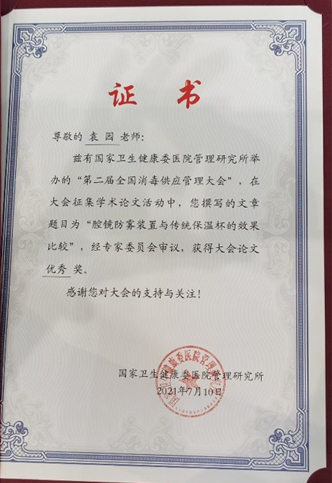 证 书
尊敬的 袁园 老师:
兹有国家卫生健康委医院管理研究所举
办的“第二届全国消毒供应管理大会”，在
大会征集学术论文活动中，您撰写的文章
题目为“腔镜防雾装置与传统保温杯的效果
比较”，经专家委员会审议，获得大会论文
优秀 奖。
感谢您对大会的支持与关注!
国家卫生健康委医院管理研究所
2021年7月10日